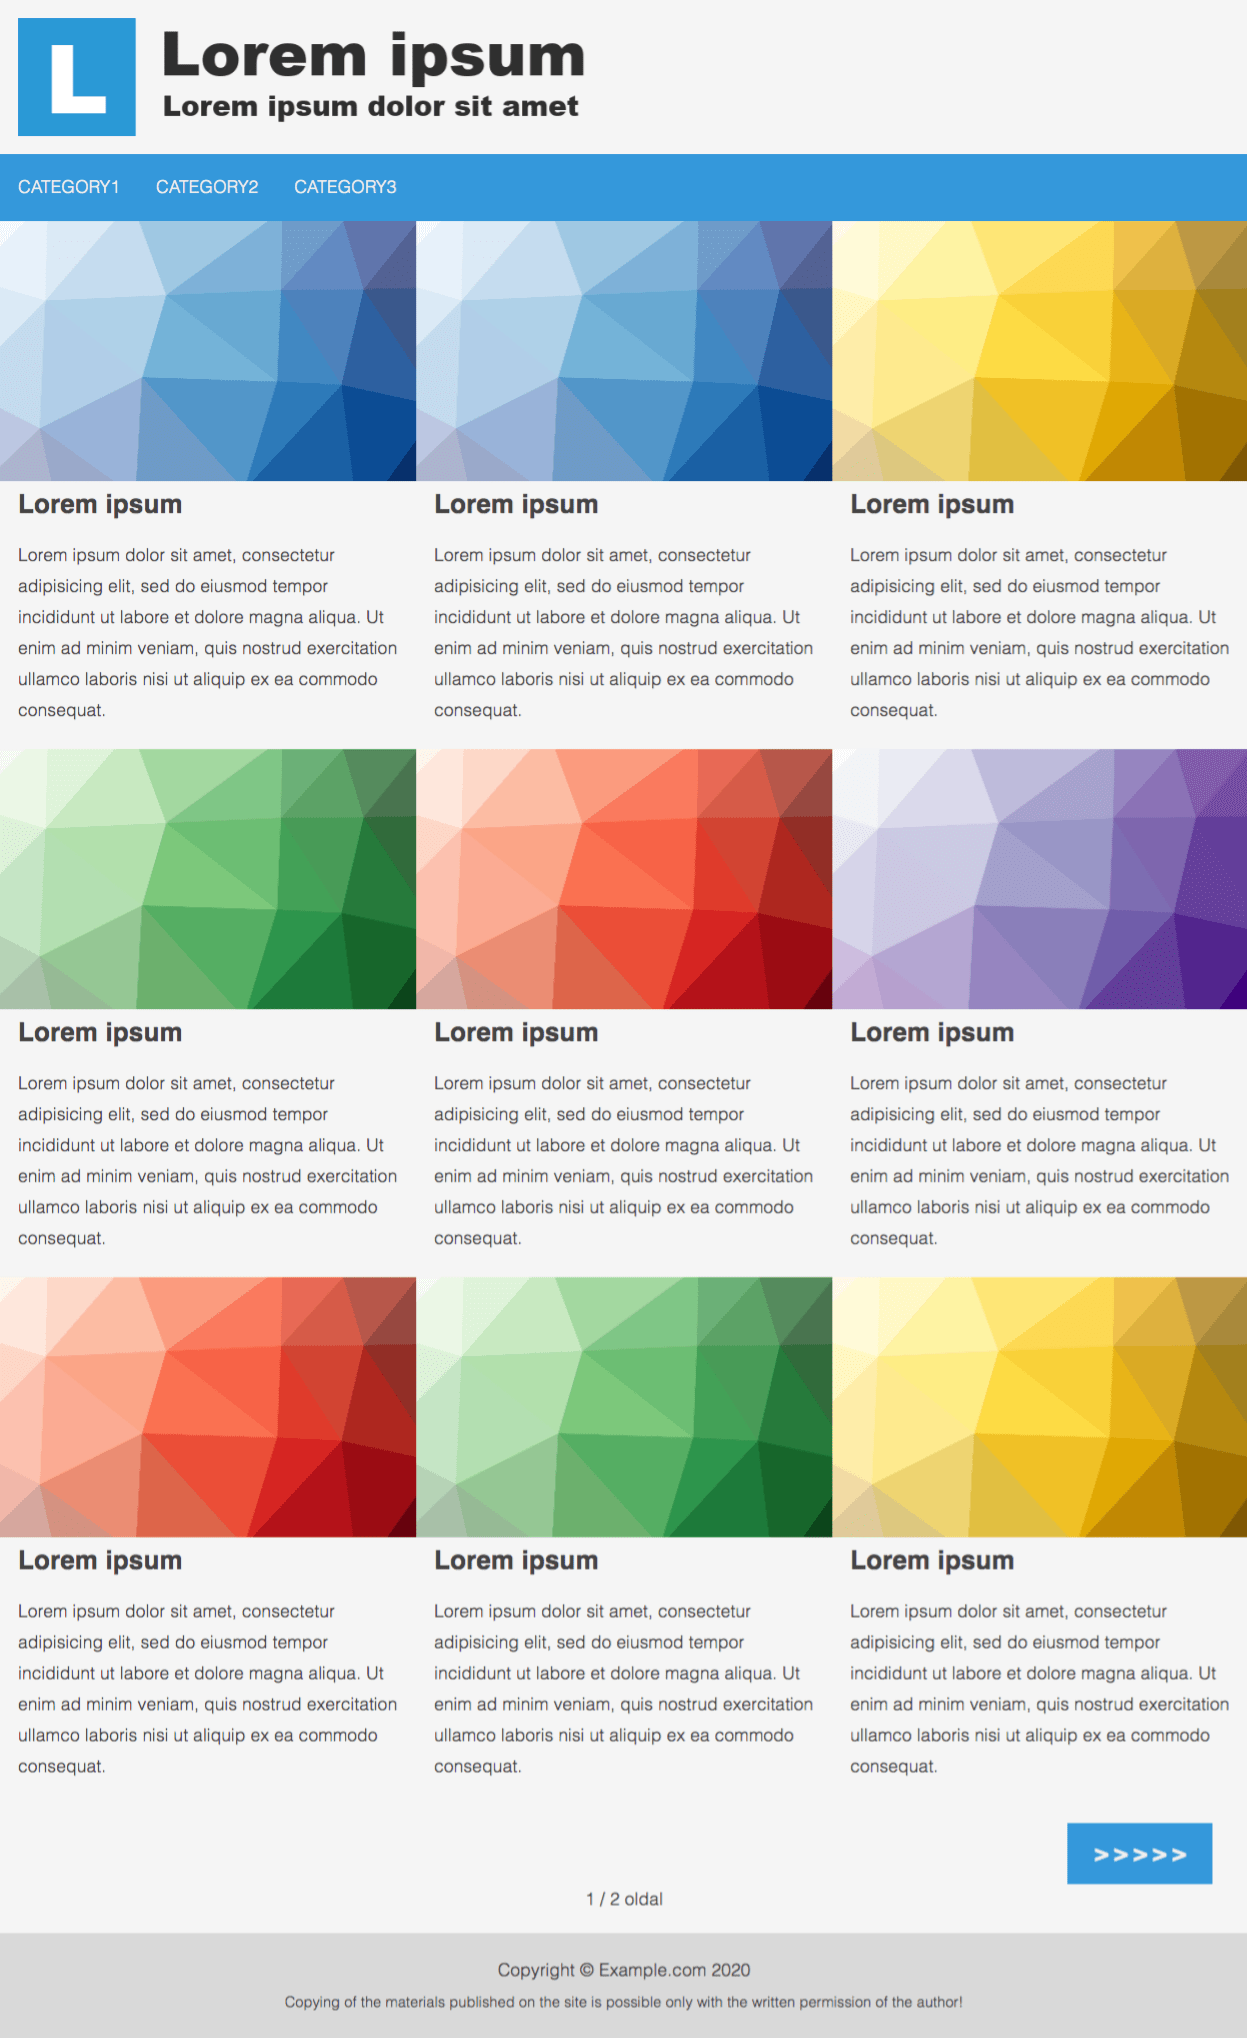 L
Lorem ipsum
Lorem ipsum dolor sit amet
CATEGORY1 CATEGORY2 CATEGORY3
Lorem ipsum
Lorem ipsum dolor sit amet, consectetur
adipisicing elit, sed do eiusmod tempor
incididunt ut labore et dolore magna aliqua. Ut
enim ad minim veniam, quis nostrud exercitation
ullamco laboris nisi ut aliquip ex ea commodo
consequat.
Lorem ipsum
Lorem ipsum dolor sit amet, consectetur
adipisicing elit, sed do eiusmod tempor
incididunt ut labore et dolore magna aliqua. Ut
enim ad minim veniam, quis nostrud exercitation
ullamco laboris nisi ut aliquip ex ea commodo
consequat.
Lorem ipsum
Lorem ipsum dolor sit amet, consectetur
adipisicing elit, sed do eiusmod tempor
incididunt ut labore et dolore magna aliqua. Ut
enim ad minim veniam, quis nostrud exercitation
ullamco laboris nisi ut aliquip ex ea commodo
consequat.
Lorem ipsum
Lorem ipsum dolor sit amet, consectetur
adipisicing elit, sed do eiusmod tempor
incididunt ut labore et dolore magna aliqua. Ut
enim ad minim veniam, quis nostrud exercitation
ullamco laboris nisi ut aliquip ex ea commodo
consequat.
Lorem ipsum
Lorem ipsum dolor sit amet, consectetur
adipisicing elit, sed do eiusmod tempor
incididunt ut labore et dolore magna aliqua. Ut
enim ad minim veniam, quis nostrud exercitation
ullamco laboris nisi ut aliquip ex ea commodo
consequat.
Lorem ipsum
Lorem ipsum dolor sit amet, consectetur
adipisicing elit, sed do eiusmod tempor
incididunt ut labore et dolore magna aliqua. Ut
enim ad minim veniam, quis nostrud exercitation
ullamco laboris nisi ut aliquip ex ea commodo
consequat.
Lorem ipsum
Lorem ipsum dolor sit amet, consectetur
adipisicing elit, sed do eiusmod tempor
incididunt ut labore et dolore magna aliqua. Ut
enim ad minim veniam, quis nostrud exercitation
ullamco laboris nisi ut aliquip ex ea commodo
consequat.
Lorem ipsum
Lorem ipsum dolor sit amet, consectetur
adipisicing elit, sed do eiusmod tempor
incididunt ut labore et dolore magna aliqua. Ut
enim ad minim veniam, quis nostrud exercitation
ullamco laboris nisi ut aliquip ex ea commodo
consequat.
Lorem ipsum
Lorem ipsum dolor sit amet, consectetur
adipisicing elit, sed do eiusmod tempor
incididunt ut labore et dolore magna aliqua. Ut
enim ad minim veniam, quis nostrud exercitation
ullamco laboris nisi ut aliquip ex ea commodo
consequat.
>>>>>
1 / 2 oldal
Copyright © Example.com 2020
Copying of the materials published on the site is possible only with the written permission of the author!